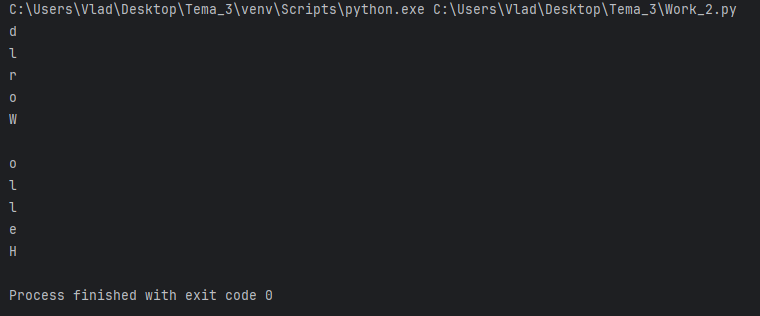 C:\Users\Vlad\Desktop\Tema_3\venv\Scripts\python.exe C:\Users\Vlad\Desktop\Tema_3\Work_2.py
d
l
r
o
W

o
l
l
e
H

Process finished with exit code 0